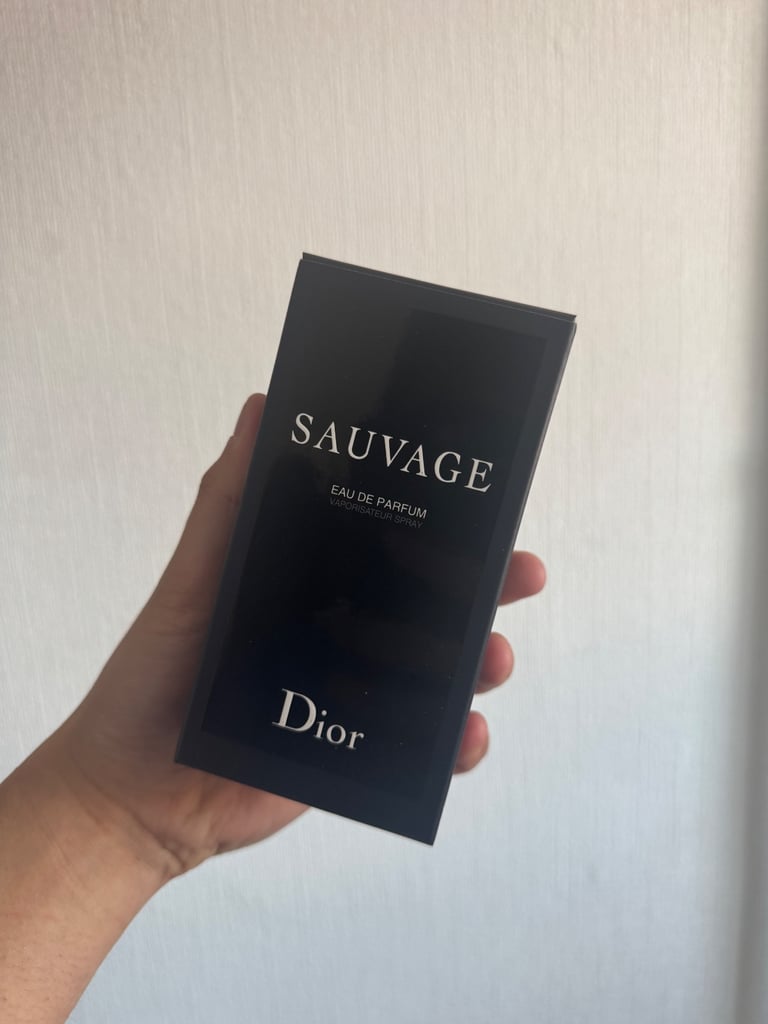 SAUVAGE
EAU DE PARFUM
VAPORISATEUR SPRAY
Dior